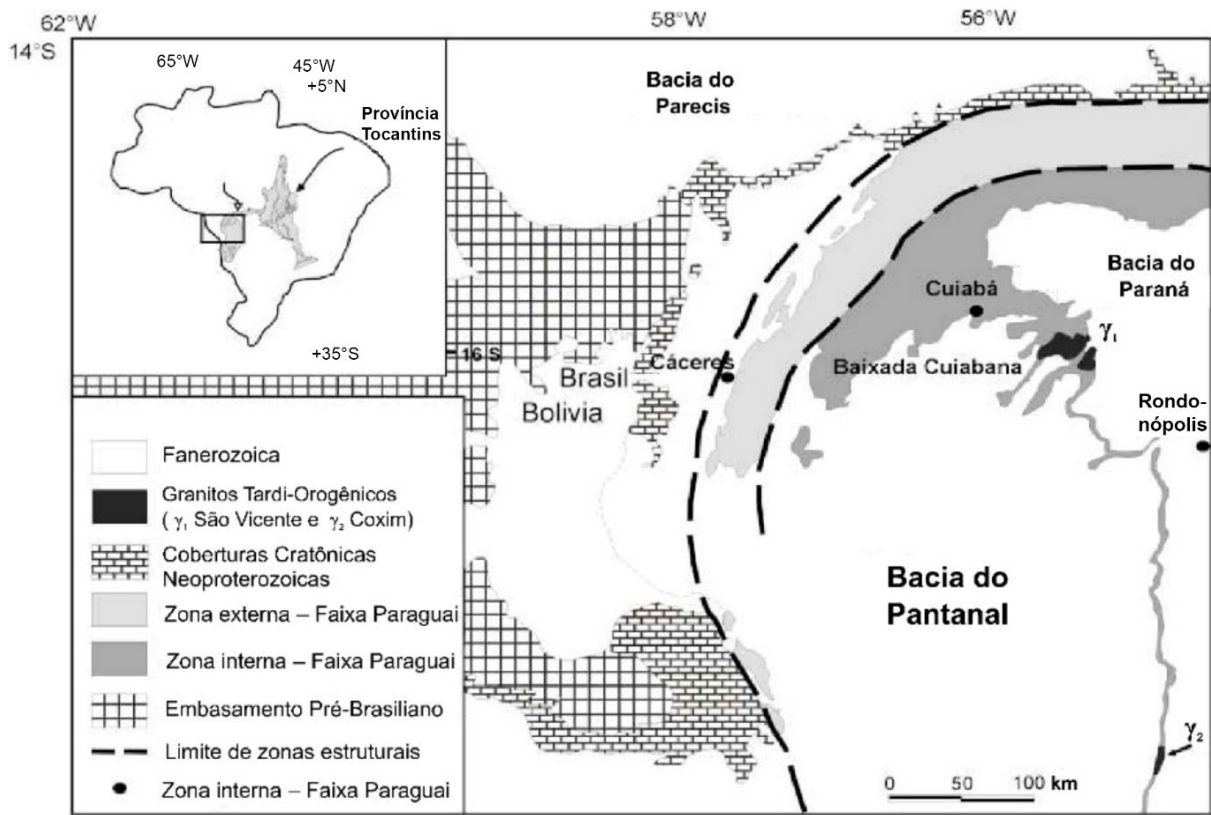 62°W
58°W
56°W
14°S
65°W
45°W
+5°N
Província
Tocantins
+35°S
Bacia do
Parecis
Bacia do
Paraná
Cuiabá
γ1
16 S
Cáceres
Baixada Cuiabana
Brasil
Bolivia
Rondo-
nópolis
Fanerozoica
Granitos Tardi-Orogênicos
( γ1 São Vicente e γ2 Coxim)
Coberturas Cratônicas
Neoproterozoicas
Zona externa – Faixa Paraguai
Zona interna – Faixa Paraguai
Embasamento Pré-Brasiliano
Limite de zonas estruturais
Zona interna – Faixa Paraguai
Bacia do
Pantanal
γ2
0 50 100 km